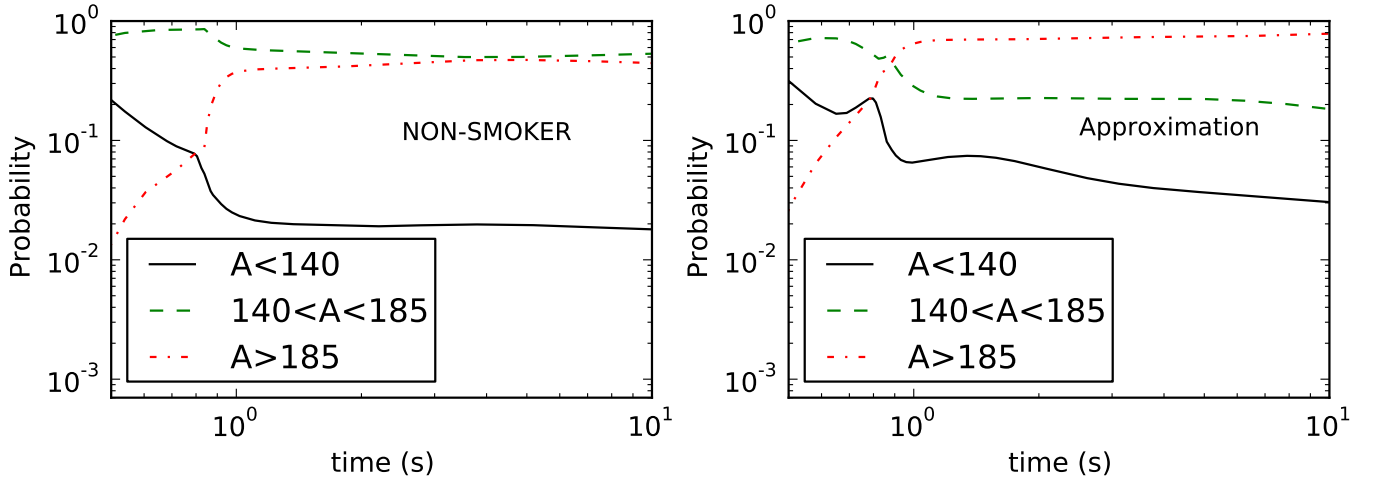 10^0
10^-1
10^-2
10^-3
Probability
NON-SMOKER
A<140
140<A<185
A>185
10^0
10^1
time (s)
10^0
10^-1
10^-2
10^-3
Probability
Approximation
A<140
140<A<185
A>185
10^0
10^1
time (s)